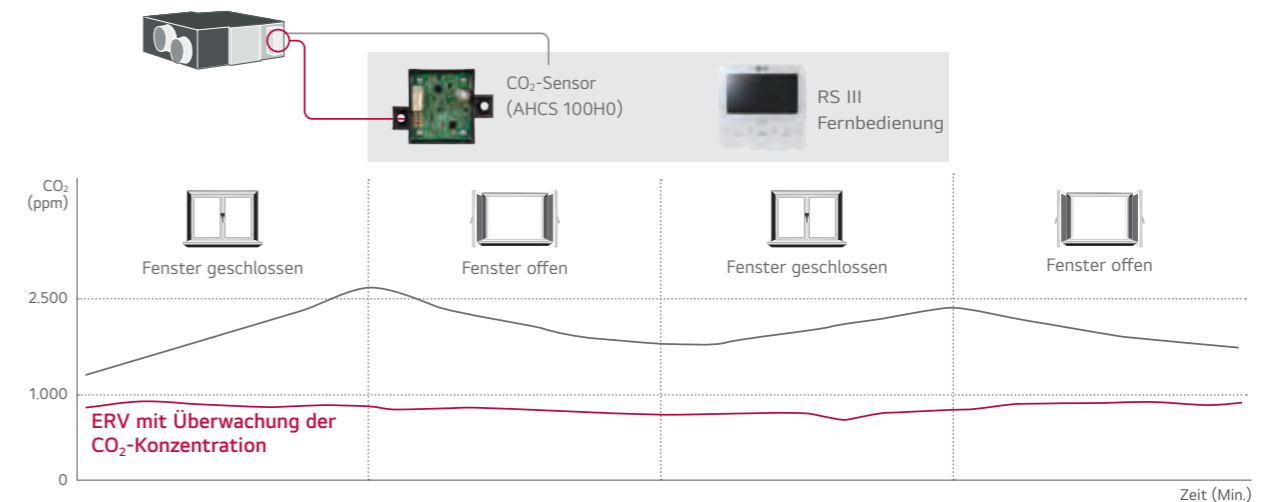 CO₂-Sensor
(AHCS 100H0)
RS III
Fernbedienung
CO₂
(ppm)
Fenster geschlossen
Fenster offen
Fenster geschlossen
Fenster offen
2.500
1.000
ERV mit Überwachung der
CO₂-Konzentration
0
Zeit (Min.)